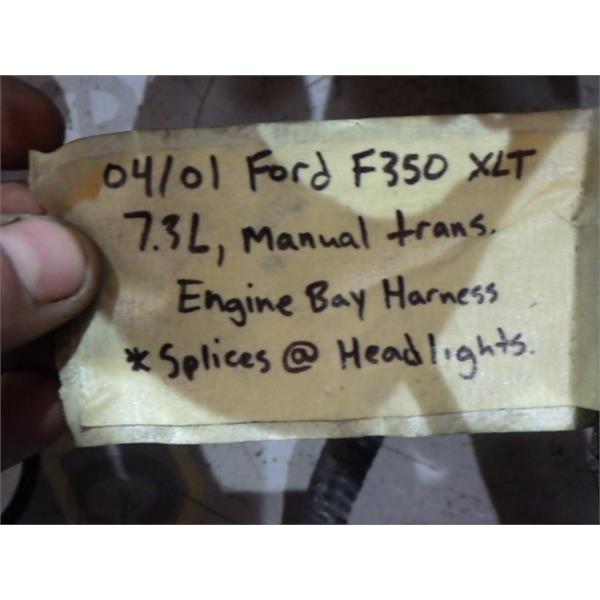 04/01 Ford F350 XLT
7.3L, Manual trans.
Engine Bay Harness
*Splices @ Headlights.